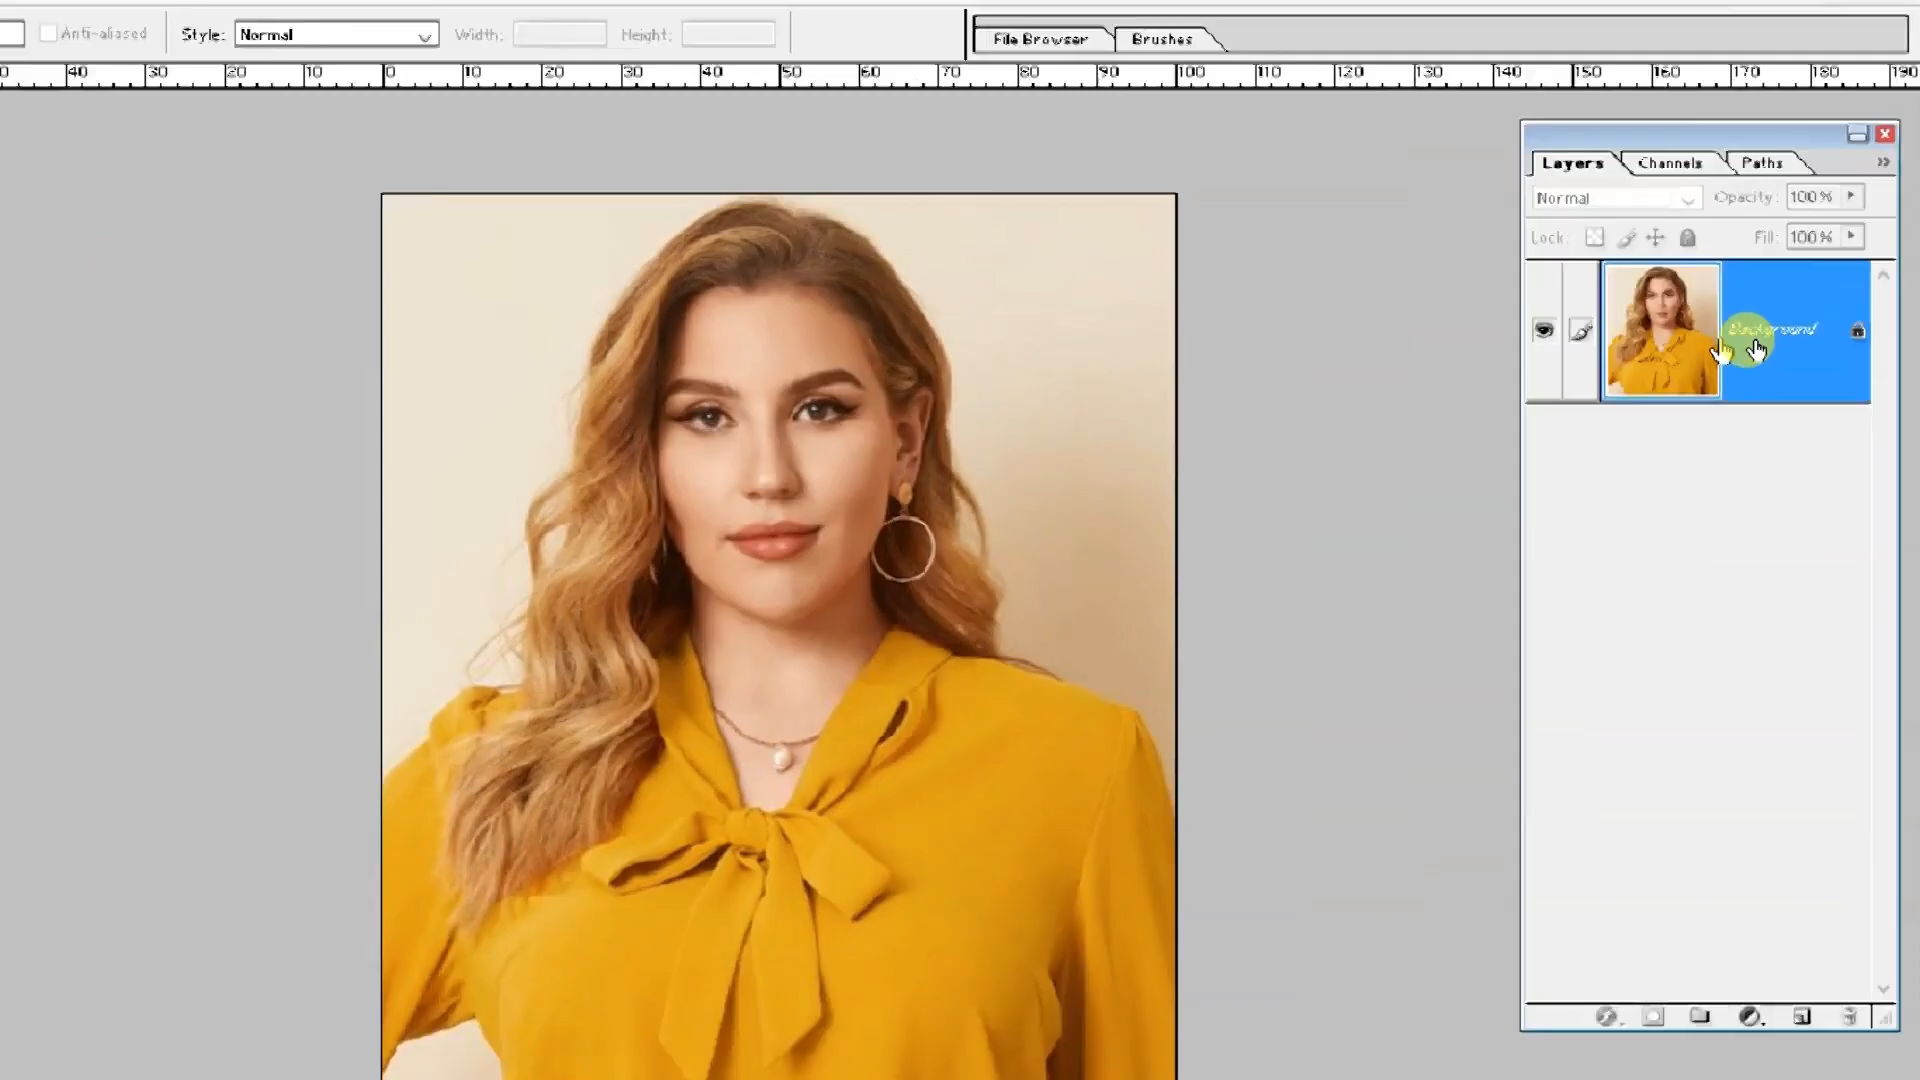 Anti-aliased Style: Normal Width: Height: File Browser Brushes
40 30 20 10 0 10 20 30 40 50 60 70 80 90 100 110 120 130 140 150 160 170 180 190
Layers Channels Paths
Normal Opacity: 100%
Lock: Fill: 100%
Background